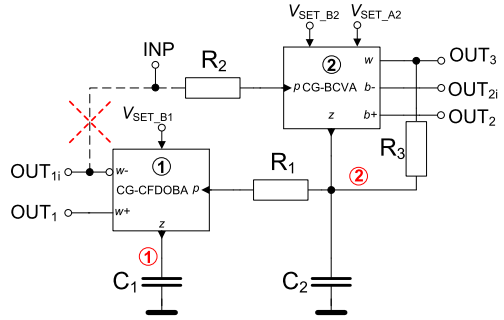 V_SET_B2 V_SET_A2
INP
R2
② w OUT3
p CG-BCVA b- OUT2i
b+ OUT2
z
V_SET_B1
R3
①
OUT1i w- CG-CFDOBA p R1 ②
OUT1 w+
z
①
C1 C2